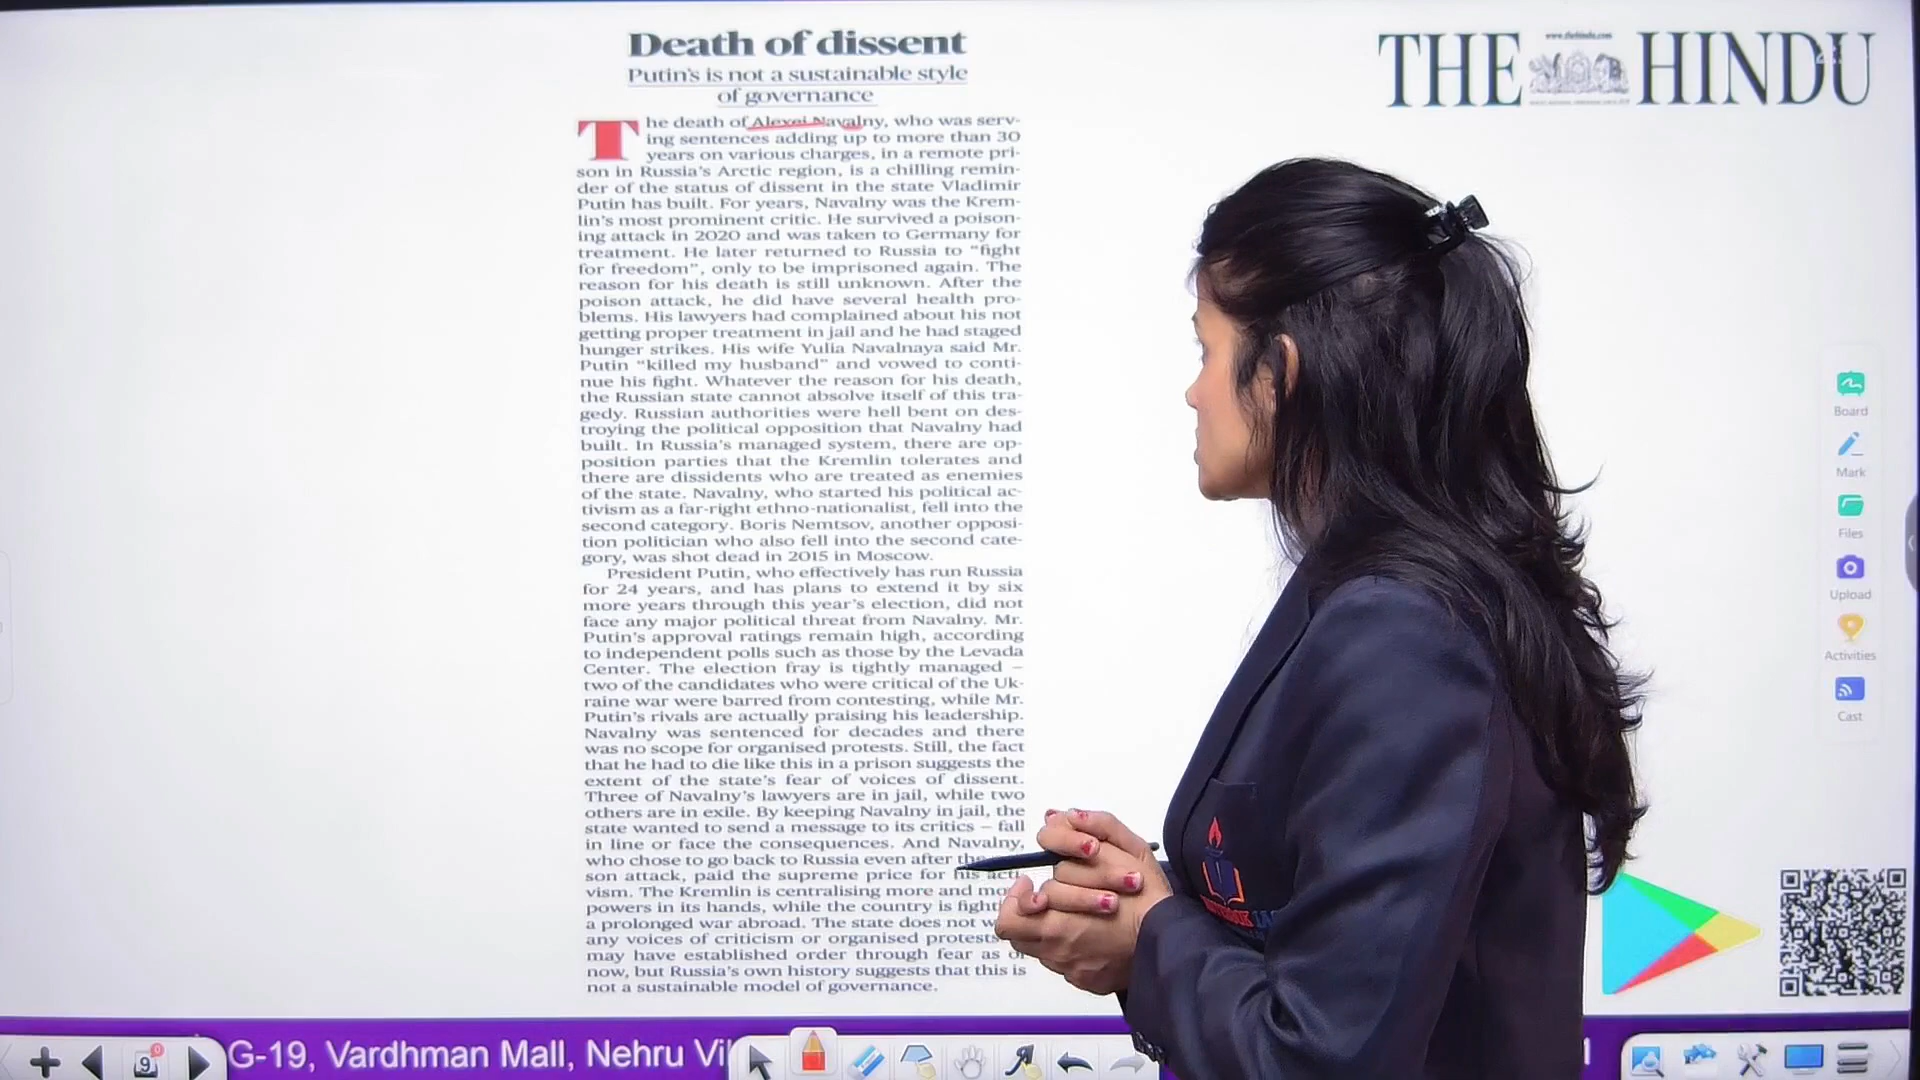 Death of dissent
Putin's is not a sustainable style
of governance
The death of Alexei Navalny, who was serv-
ing sentences adding up to more than 30
years on various charges, in a remote pri-
son in Russia's Arctic region, is a chilling remin-
der of the status of dissent in the state Vladimir
Putin has built. For years, Navalny was the Krem-
lin's most prominent critic. He survived a poison-
ing attack in 2020 and was taken to Germany for
treatment. He later returned to Russia to "fight
for freedom", only to be imprisoned again. The
reason for his death is still unknown. After the
poison attack, he did have several health pro-
blems. His lawyers had complained about his not
getting proper treatment in jail and he had staged
hunger strikes. His wife Yulia Navalnaya said Mr.
Putin "killed my husband" and vowed to conti-
nue his fight. Whatever the reason for his death,
the Russian state cannot absolve itself of this tra-
gedy. Russian authorities were hell bent on des-
troying the political opposition that Navalny had
built. In Russia's managed system, there are op-
position parties that the Kremlin tolerates and
there are dissidents who are treated as enemies
of the state. Navalny, who started his political ac-
tivism as a far-right ethno-nationalist, fell into the
second category. Boris Nemtsov, another opposi-
tion politician who also fell into the second cate-
gory, was shot dead in 2015 in Moscow.
President Putin, who effectively has run Russia
for 24 years, and has plans to extend it by six
more years through this year's election, did not
face any major political threat from Navalny. Mr.
Putin's approval ratings remain high, according
to independent polls such as those by the Levada
Center. The election fray is tightly managed –
two of the candidates who were critical of the Uk-
raine war were barred from contesting, while Mr.
Putin's rivals are actually praising his leadership.
Navalny was sentenced for decades and there
was no scope for organised protests. Still, the fact
that he had to die like this in a prison suggests the
extent of the state's fear of voices of dissent.
Three of Navalny's lawyers are in jail, while two
others are in exile. By keeping Navalny in jail, the
state wanted to send a message to its critics – fall
in line or face the consequences. And Navalny,
who chose to go back to Russia even after the
son attack, paid the supreme price for his acti
vism. The Kremlin is centralising more and mo
powers in its hands, while the country is fight
a prolonged war abroad. The state does not w
any voices of criticism or organised protests
may have established order through fear as of
now, but Russia's own history suggests that this is
not a sustainable model of governance.
www.thehindu.com
THE HINDU
Board
Mark
Files
Upload
Activities
Cast
G-19, Vardhman Mall, Nehru Vi
9
0